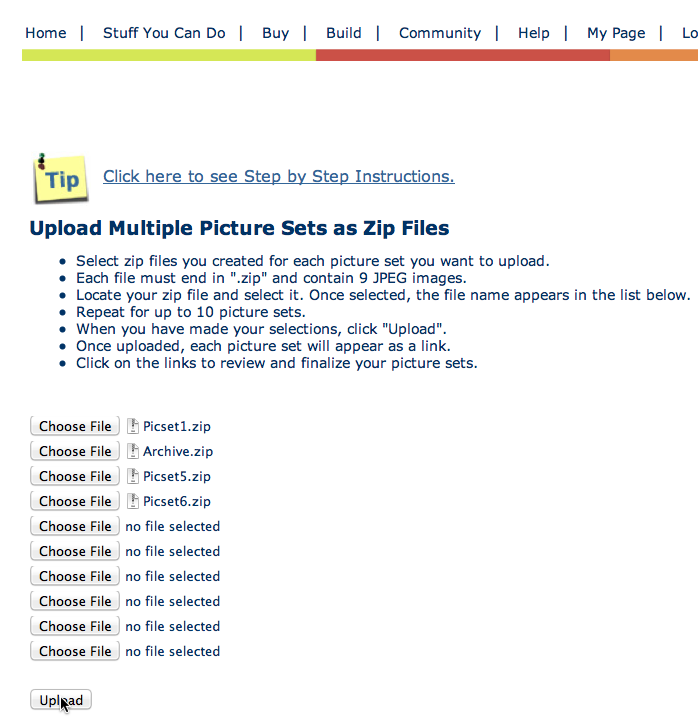 Home | Stuff You Can Do | Buy | Build | Community | Help | My Page | Lo
Tip
Click here to see Step by Step Instructions.
Upload Multiple Picture Sets as Zip Files
• Select zip files you created for each picture set you want to upload.
• Each file must end in ".zip" and contain 9 JPEG images.
• Locate your zip file and select it. Once selected, the file name appears in the list below.
• Repeat for up to 10 picture sets.
• When you have made your selections, click "Upload".
• Once uploaded, each picture set will appear as a link.
• Click on the links to review and finalize your picture sets.
Choose File Picset1.zip
Choose File Archive.zip
Choose File Picset5.zip
Choose File Picset6.zip
Choose File no file selected
Choose File no file selected
Choose File no file selected
Choose File no file selected
Choose File no file selected
Choose File no file selected
Upload